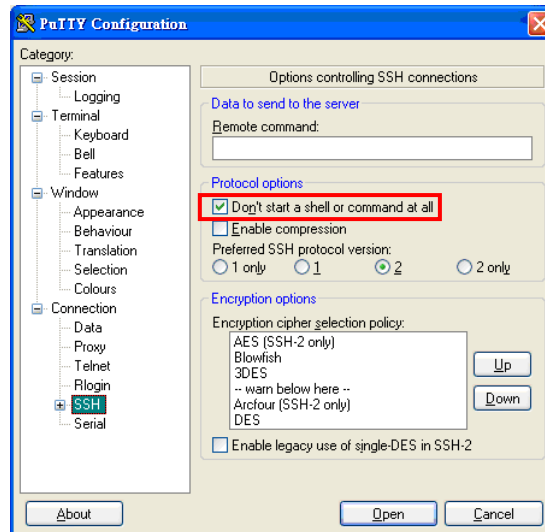 PuTTY Configuration
Category:
Session
Logging
Terminal
Keyboard
Bell
Features
Window
Appearance
Behaviour
Translation
Selection
Colours
Connection
Data
Proxy
Telnet
Rlogin
SSH
Serial
Options controlling SSH connections
Data to send to the server
Remote command:
Protocol options
Don't start a shell or command at all
Enable compression
Preferred SSH protocol version:
1 only 1 2 2 only
Encryption options
Encryption cipher selection policy:
AES (SSH-2 only)
Blowfish
3DES
-- warn below here --
Arcfour (SSH-2 only)
DES
Up
Down
Enable legacy use of single-DES in SSH-2
About Open Cancel